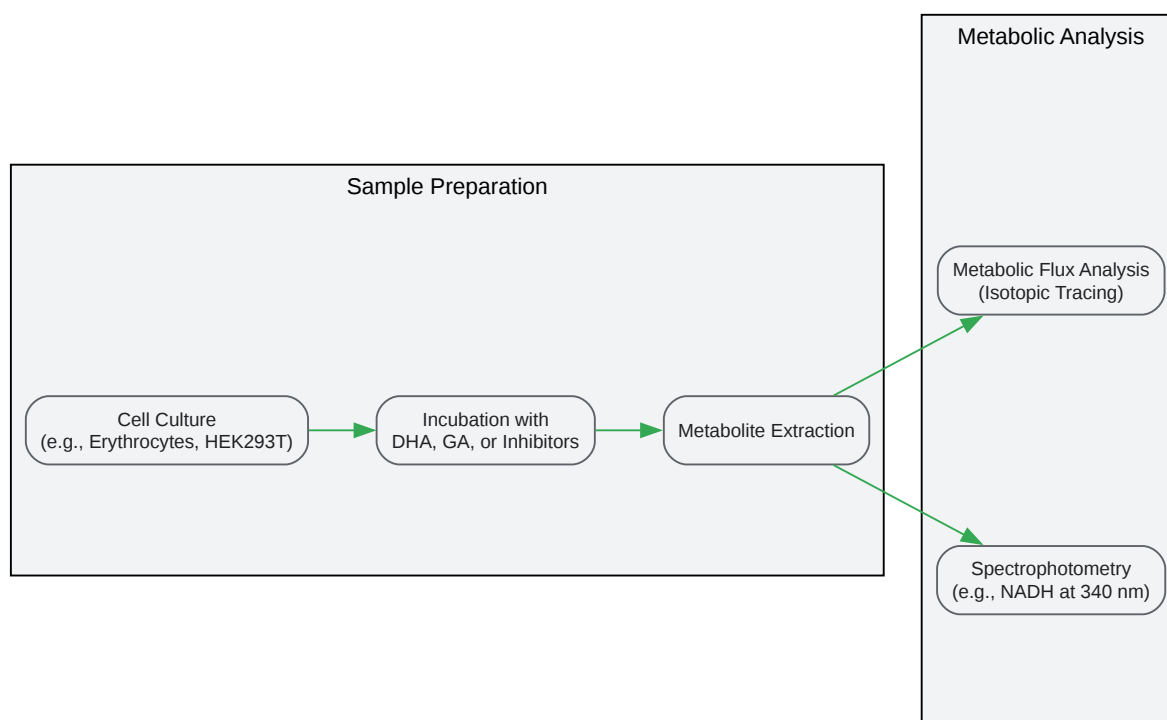 Metabolic Analysis
Sample Preparation
Metabolic Flux Analysis
(Isotopic Tracing)
Cell Culture
(e.g., Erythrocytes, HEK293T)
Incubation with
DHA, GA, or Inhibitors
Metabolite Extraction
Spectrophotometry
(e.g., NADH at 340 nm)